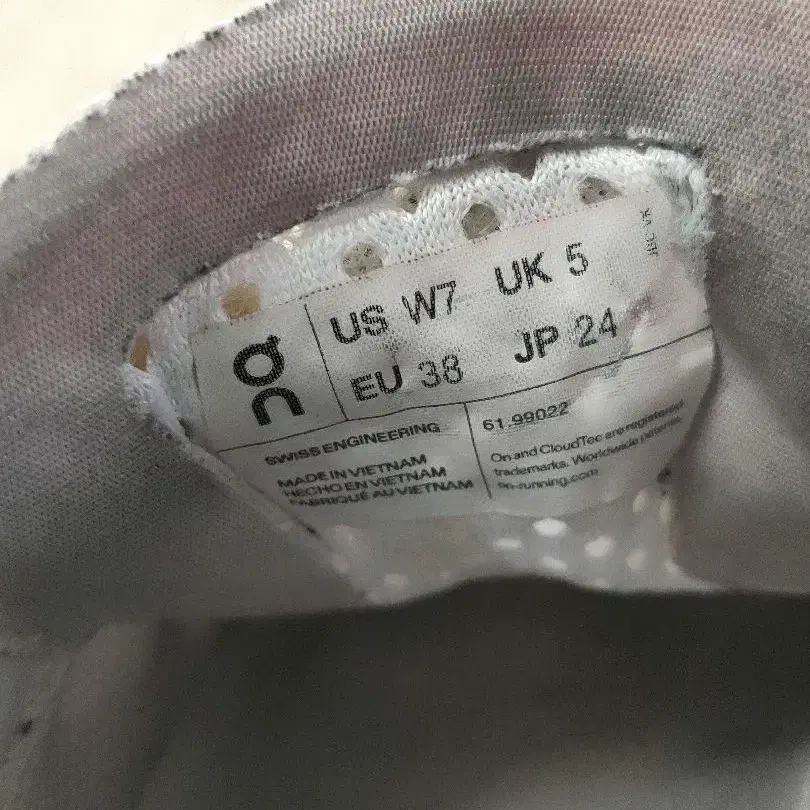 US W7 UK 5
EU 38 JP 24
SWISS ENGINEERING
MADE IN VIETNAM
HECHO EN VIETNAM
FABRIQUÉ AU VIETNAM
61.99022
On and CloudTec are registered
trademarks. Worldwide patents.
on-running.com